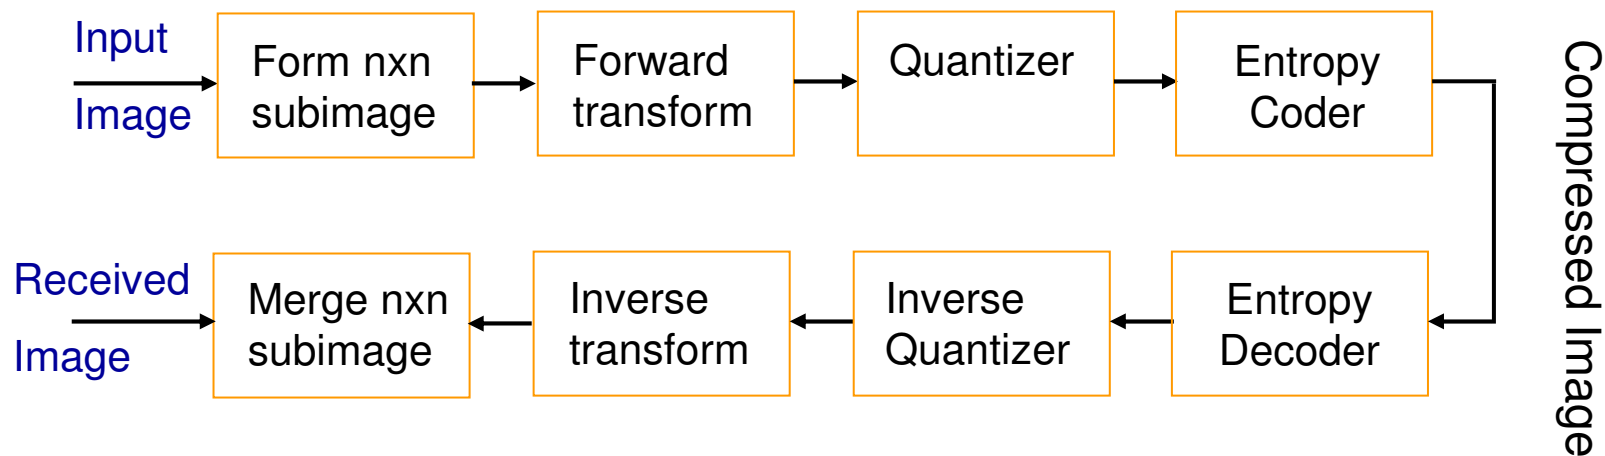 Input
Image
Form nxn
subimage
Forward
transform
Quantizer
Entropy
Coder
Compressed Image
Received
Image
Merge nxn
subimage
Inverse
transform
Inverse
Quantizer
Entropy
Decoder